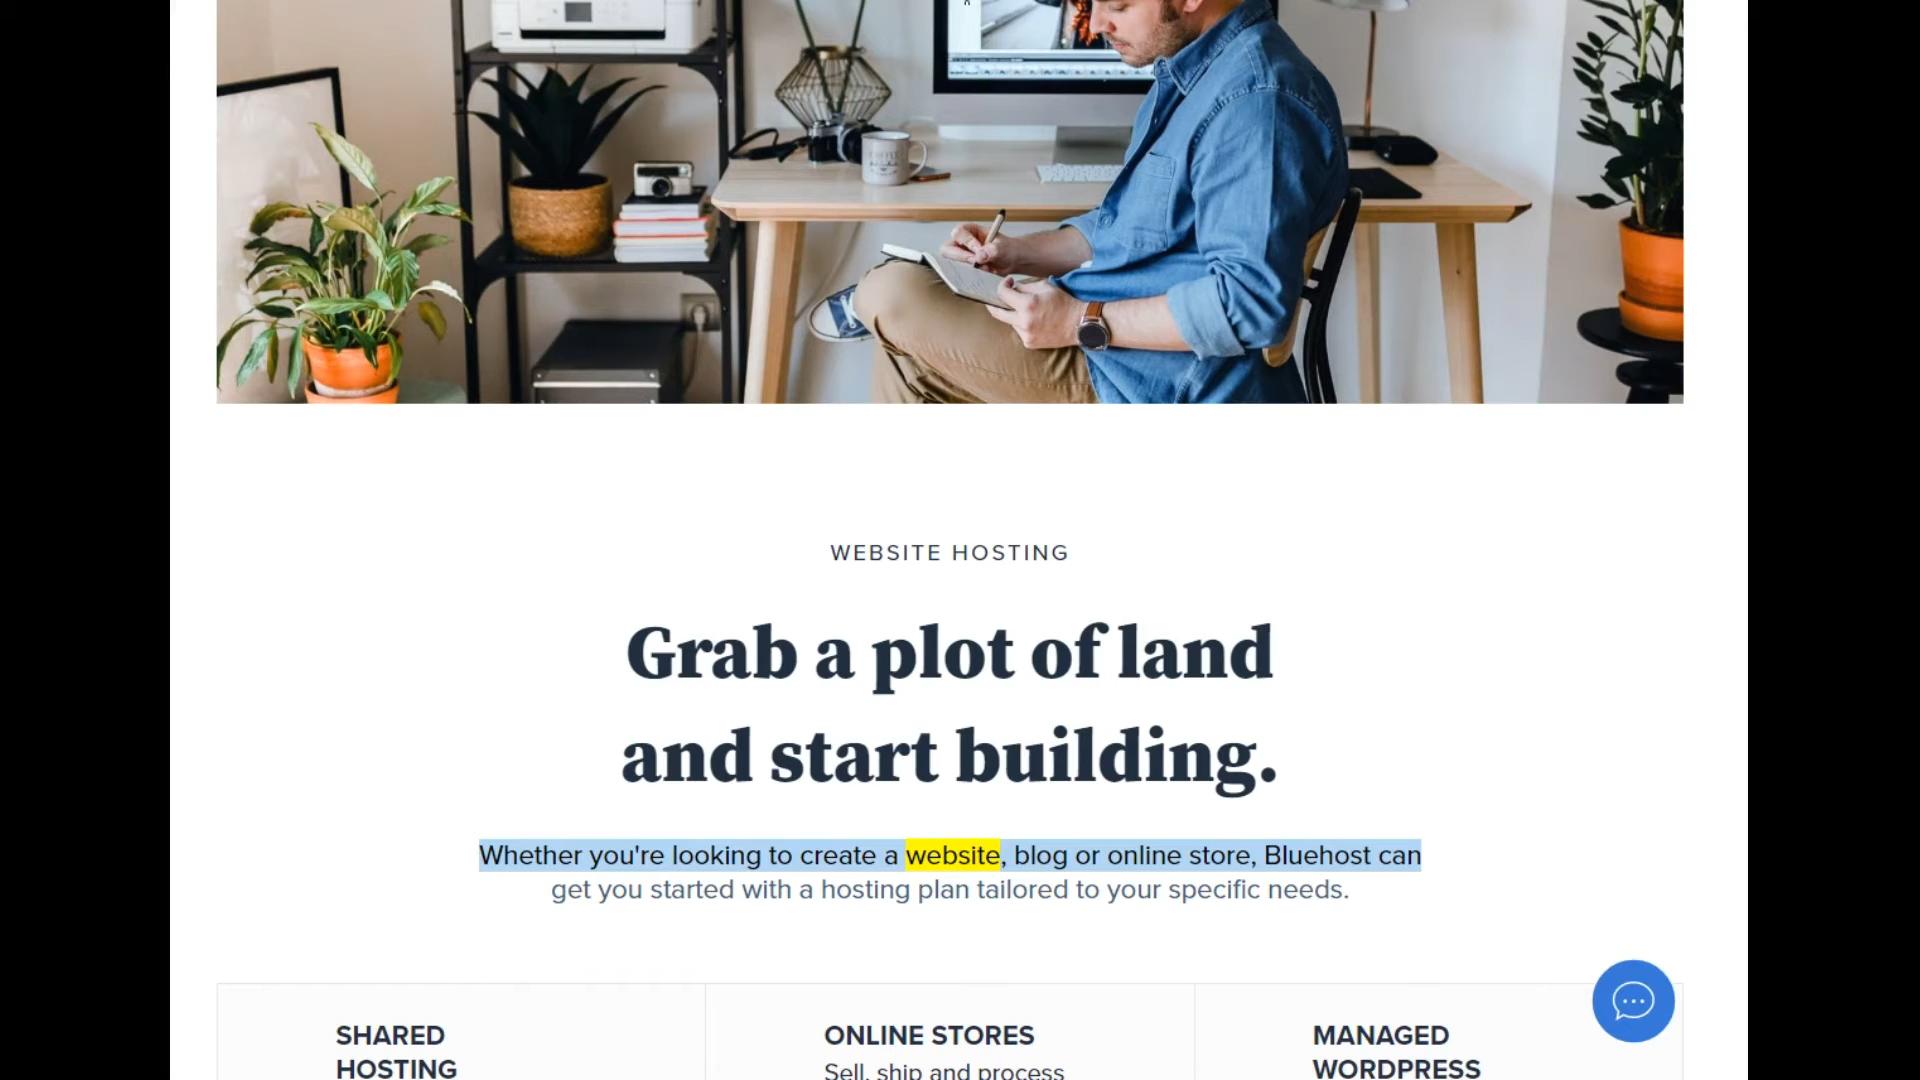 WEBSITE HOSTING
Grab a plot of land
and start building.
Whether you're looking to create a website, blog or online store, Bluehost can
get you started with a hosting plan tailored to your specific needs.
SHARED
HOSTING
ONLINE STORES
Sell, ship and process
MANAGED
WORDPRESS